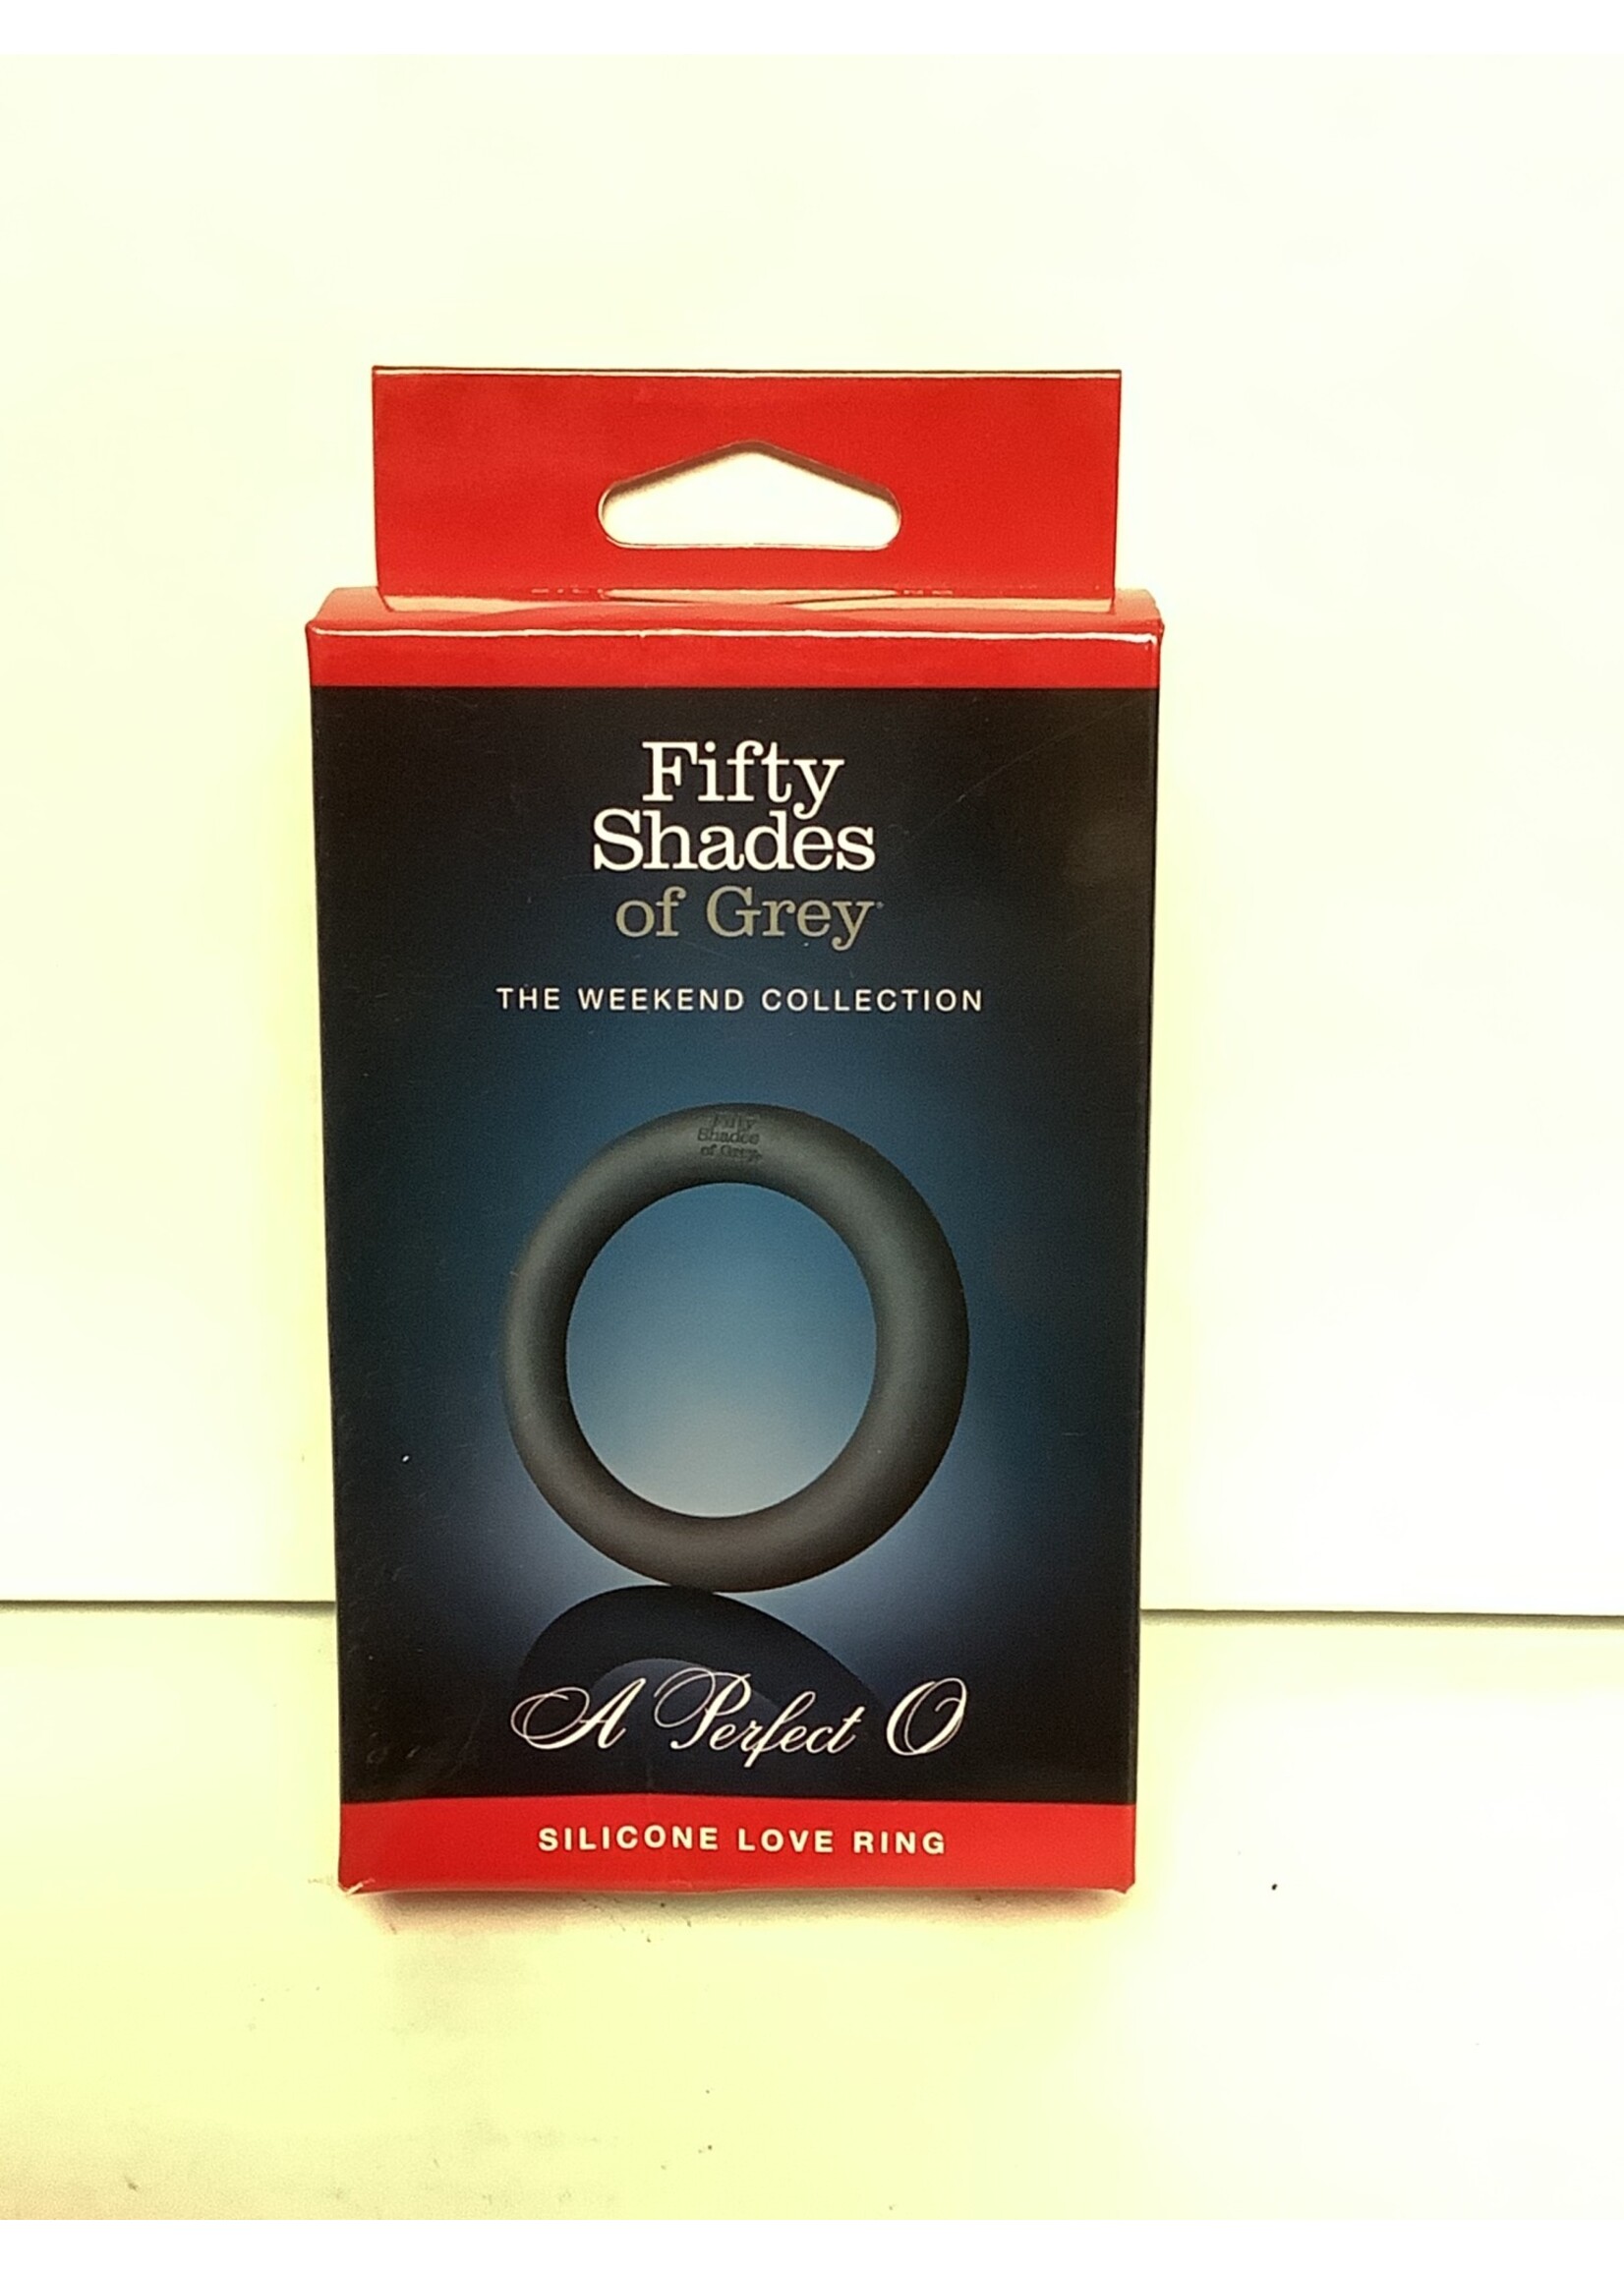 Fifty
Shades
of Grey
THE WEEKEND COLLECTION
Fifty
Shades
of Grey
A Perfect O
SILICONE LOVE RING